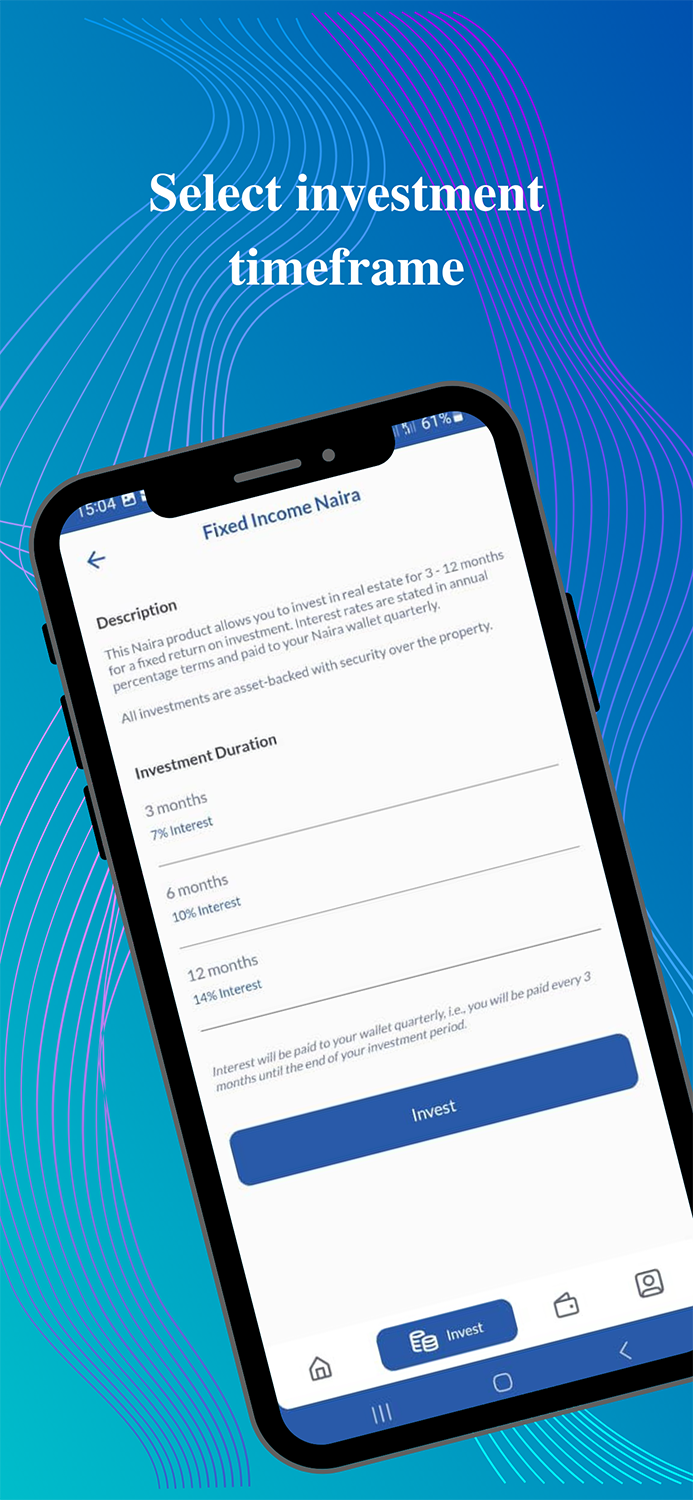 Select investment
timeframe
15:04
61%
Fixed Income Naira
Description
This Naira product allows you to invest in real estate for 3 - 12 months
for a fixed return on investment. Interest rates are stated in annual
percentage terms and paid to your Naira wallet quarterly.
All investments are asset-backed with security over the property.
Investment Duration
3 months
7% Interest
6 months
10% Interest
12 months
14% Interest
Interest will be paid to your wallet quarterly, i.e., you will be paid every 3
months until the end of your investment period.
Invest
Invest